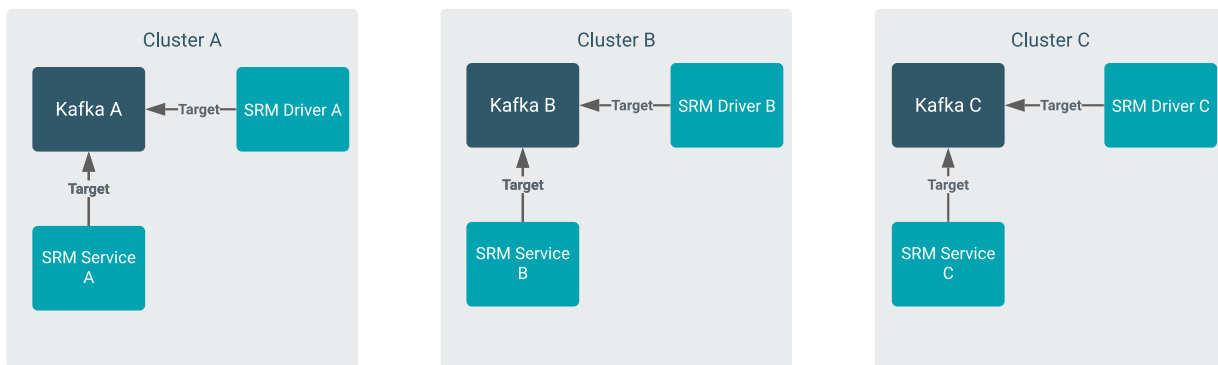 Cluster A
Kafka A
Target
SRM Driver A
Target
SRM Service
A
Cluster B
Kafka B
Target
SRM Driver B
Target
SRM Service
B
Cluster C
Kafka C
Target
SRM Driver C
Target
SRM Service
C